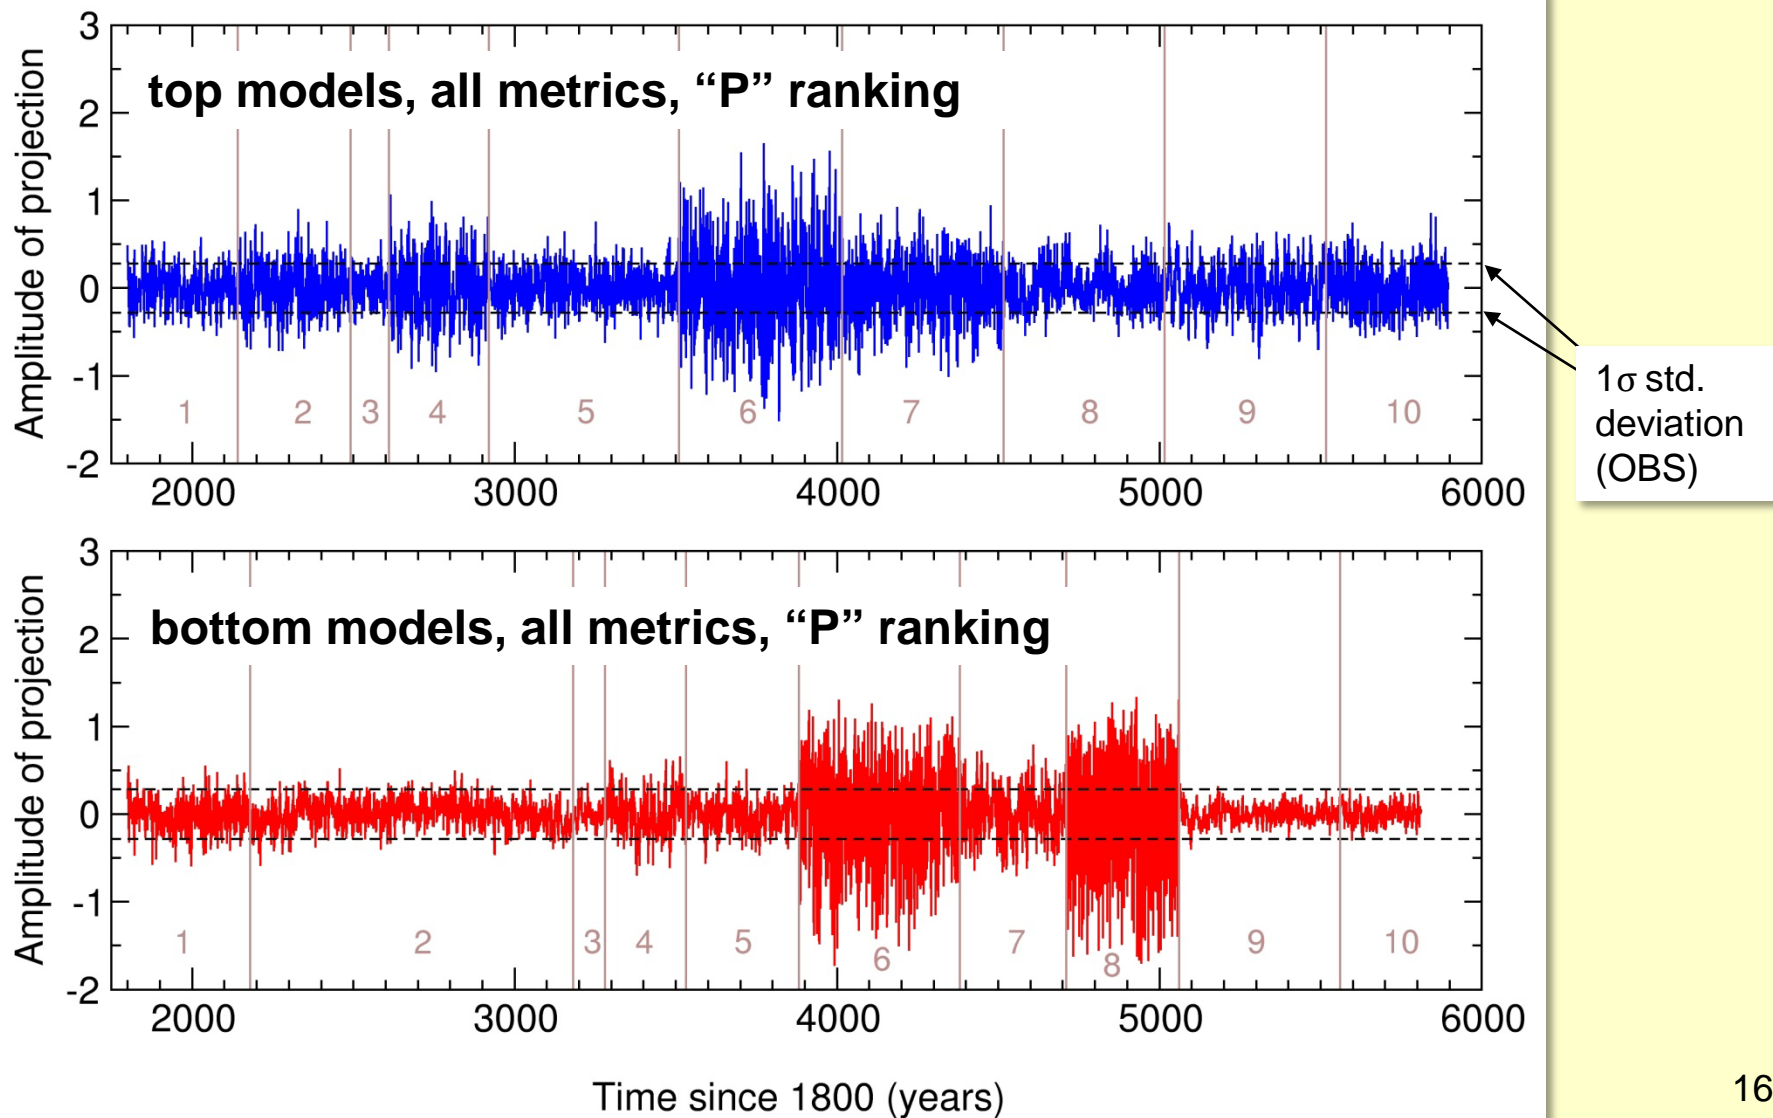 3
2
1
0
-1
-2
Amplitude of projection
top models, all metrics, “P” ranking
1 2 3 4 5 6 7 8 9 10
2000 3000 4000 5000 6000
1σ std.
deviation
(OBS)
3
2
1
0
-1
-2
Amplitude of projection
bottom models, all metrics, “P” ranking
1 2 3 4 5 6 7 8 9 10
2000 3000 4000 5000 6000
Time since 1800 (years)
16